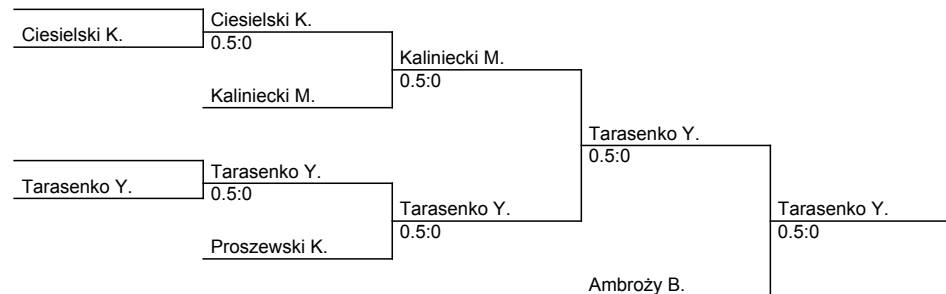 Ciesielski K.
Ciesielski K.
0.5:0
Kaliniecki M.
Kaliniecki M.
0.5:0
Tarasenko Y.
0.5:0
Tarasenko Y.
Tarasenko Y.
0.5:0
Proszewski K.
Tarasenko Y.
0.5:0
Tarasenko Y.
0.5:0
Ambroży B.